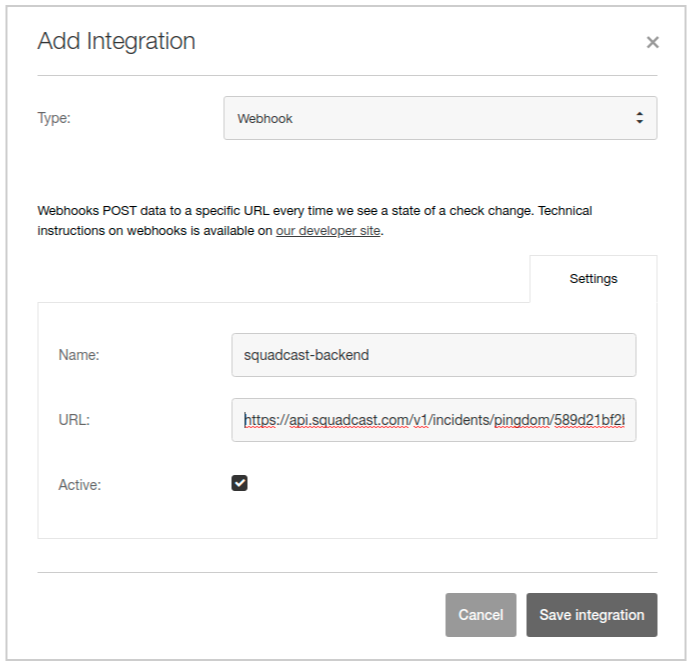 Add Integration
Type:
Webhook
Webhooks POST data to a specific URL every time we see a state of a check change. Technical
instructions on webhooks is available on our developer site.
Settings
Name:
squadcast-backend
URL:
https://api.squadcast.com/v1/incidents/pingdom/589d21bf2
Active:
Cancel
Save integration